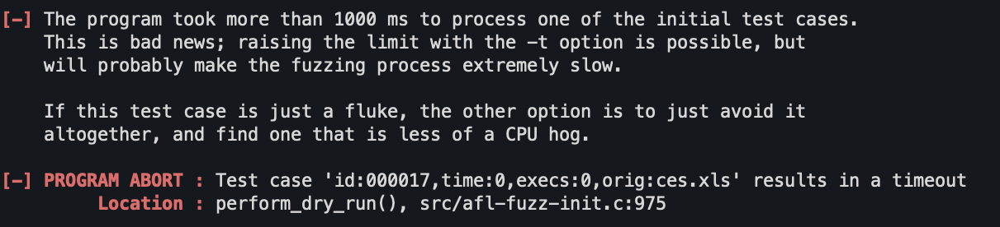 [-] The program took more than 1000 ms to process one of the initial test cases.
This is bad news; raising the limit with the -t option is possible, but
will probably make the fuzzing process extremely slow.
If this test case is just a fluke, the other option is to just avoid it
altogether, and find one that is less of a CPU hog.
[-] PROGRAM ABORT : Test case 'id:000017,time:0,execs:0,orig:ces.xls' results in a timeout
Location : perform_dry_run(), src/afl-fuzz-init.c:975